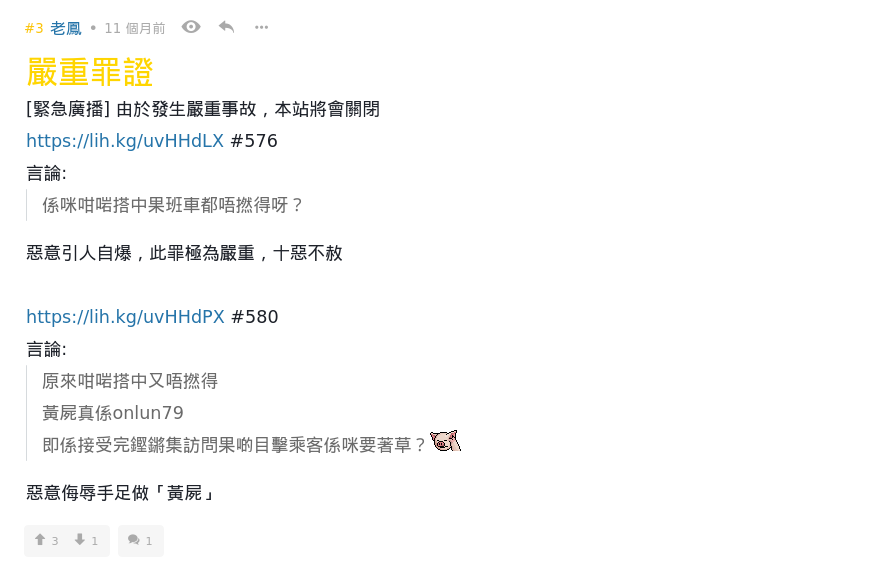 #3 老鳳 • 11 個月前
嚴重罪證
[緊急廣播] 由於發生嚴重事故，本站將會關閉
https://lih.kg/uvHHdLX #576
言論:
係咪咁啱搭中果班車都唔撚得呀？
惡意引人自爆，此罪極為嚴重，十惡不赦
https://lih.kg/uvHHdPX #580
言論:
原來咁啱搭中又唔撚得
黃屍真係onlun79
即係接受完鏗鏘集訪問果啲目擊乘客係咪要著草？
惡意侮辱手足做「黃屍」
3 1 1